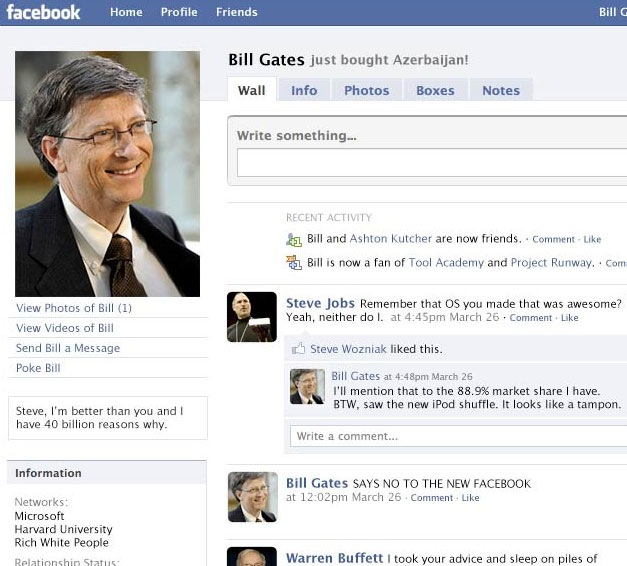 facebook Home Profile Friends Bill G
Bill Gates just bought Azerbaijan!
Wall Info Photos Boxes Notes
Write something...
RECENT ACTIVITY
Bill and Ashton Kutcher are now friends. · Comment · Like
Bill is now a fan of Tool Academy and Project Runway. · Com
Steve Jobs Remember that OS you made that was awesome?
Yeah, neither do I. at 4:45pm March 26 · Comment · Like
Steve Wozniak liked this.
Bill Gates at 4:48pm March 26
I'll mention that to the 88.9% market share I have.
BTW, saw the new iPod shuffle. It looks like a tampon.
Write a comment...
Bill Gates SAYS NO TO THE NEW FACEBOOK
at 12:02pm March 26 · Comment · Like
Warren Buffett I took your advice and sleep on piles of
View Photos of Bill (1)
View Videos of Bill
Send Bill a Message
Poke Bill
Steve, I'm better than you and I
have 40 billion reasons why.
Information
Networks:
Microsoft
Harvard University
Rich White People
Relationship Status: